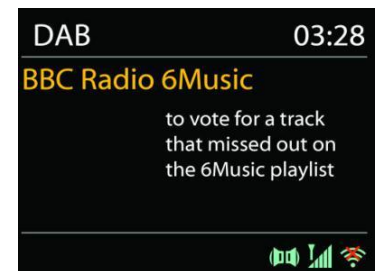 DAB 03:28
BBC Radio 6Music
to vote for a track
that missed out on
the 6Music playlist